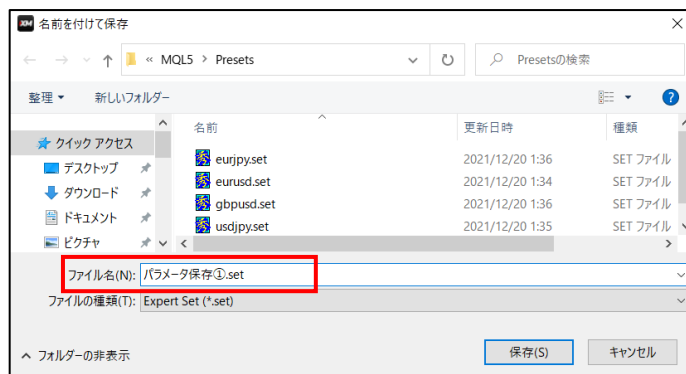 XM 名前を付けて保存
« MQL5 > Presets
Presetsの検索
整理 新しいフォルダー
名前 更新日時 種類
クイック アクセス
デスクトップ
ダウンロード
ドキュメント
ピクチャ
eurjpy.set 2021/12/20 1:36 SET ファイル
eurusd.set 2021/12/20 1:34 SET ファイル
gbpusd.set 2021/12/20 1:36 SET ファイル
usdjpy.set 2021/12/20 1:35 SET ファイル
ファイル名(N): パラメータ保存①.set
ファイルの種類(T): Expert Set (*.set)
フォルダーの非表示
保存(S) キャンセル